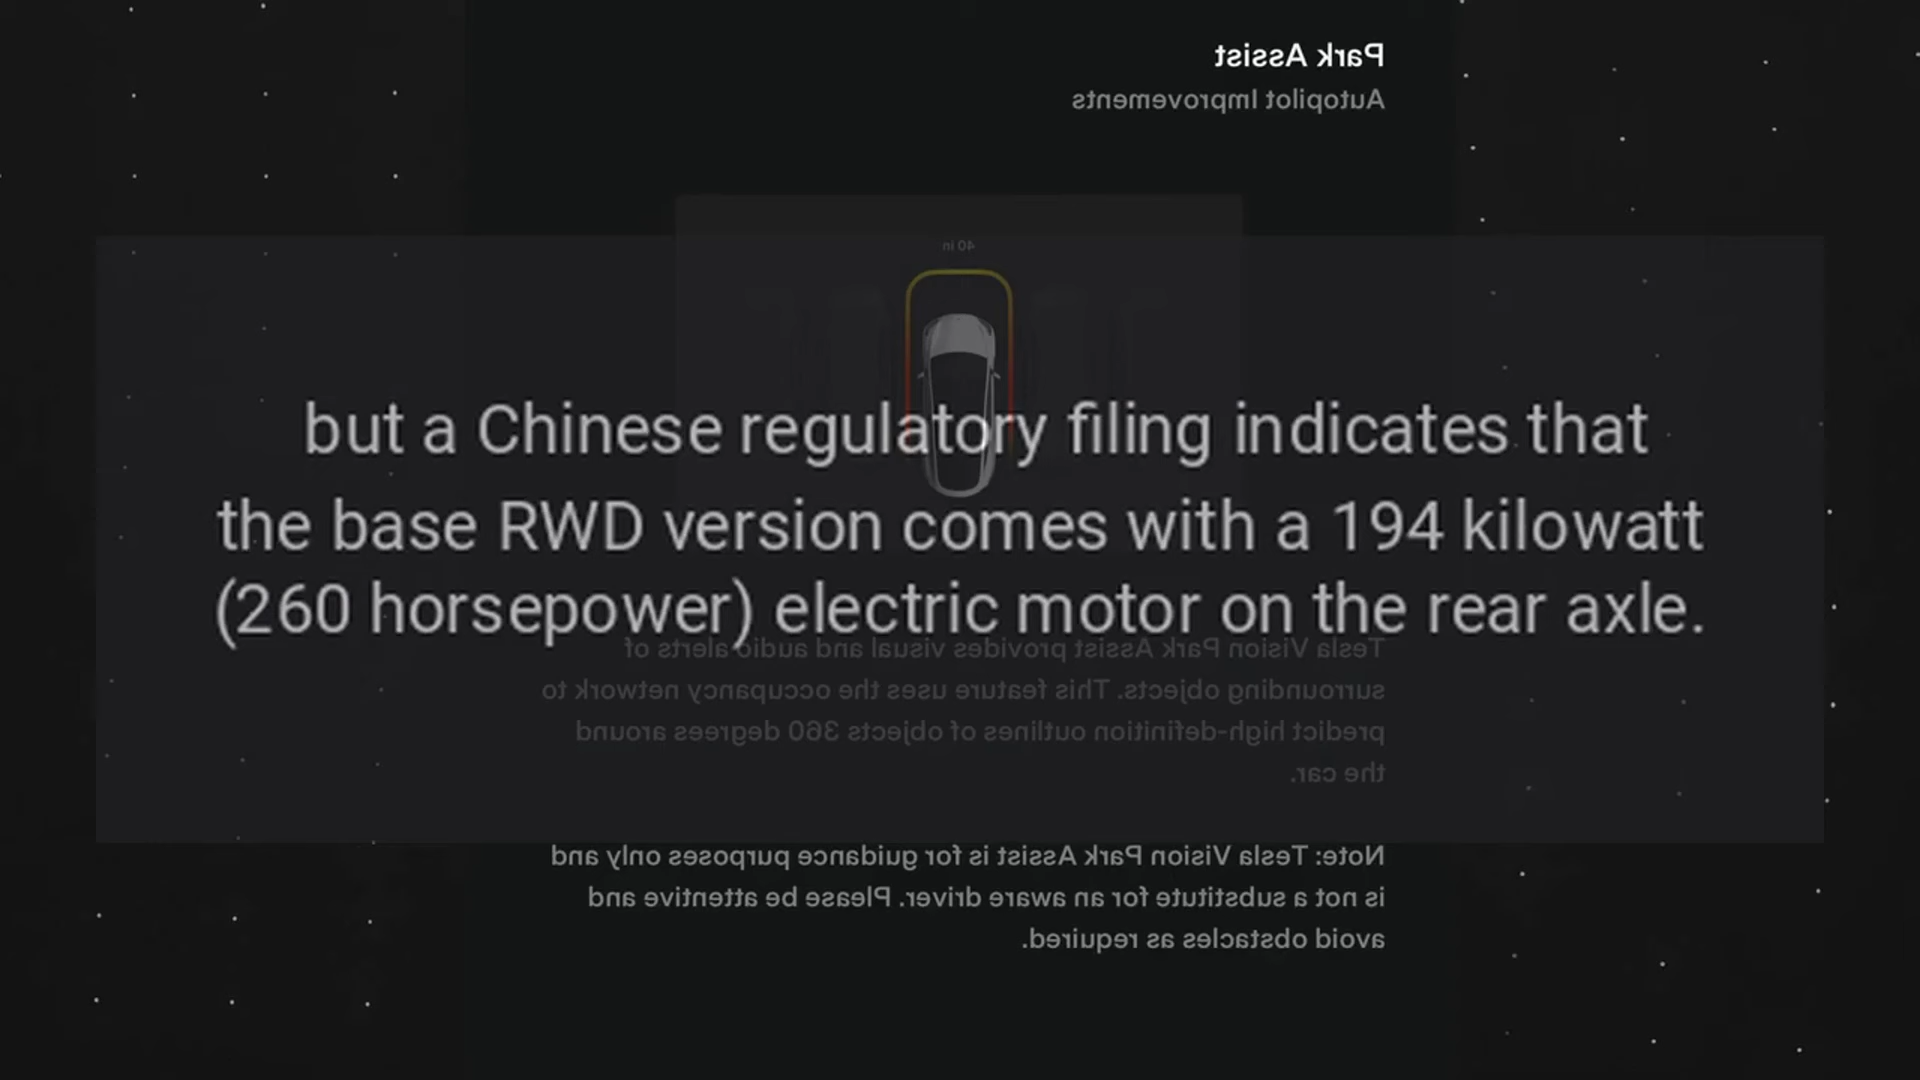 Park Assist
Autopilot Improvements
40 in
but a Chinese regulatory filing indicates that
the base RWD version comes with a 194 kilowatt
(260 horsepower) electric motor on the rear axle.
Tesla Vision Park Assist provides visual and audio alerts of
surrounding objects. This feature uses the occupancy network to
predict high-definition outlines of objects 360 degrees around
the car.
Note: Tesla Vision Park Assist is for guidance purposes only and
is not a substitute for an aware driver. Please be attentive and
avoid obstacles as required.